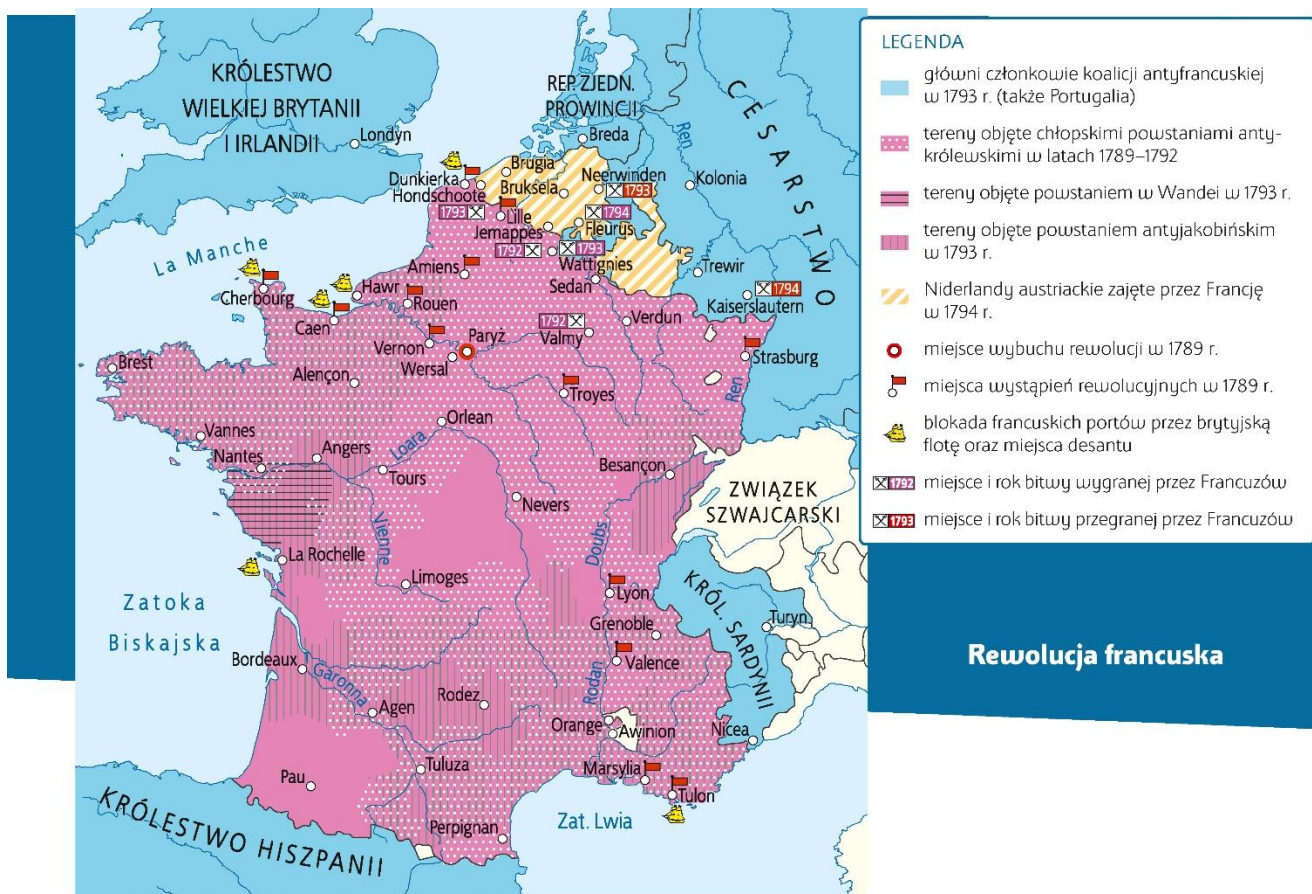 KRÓLESTWO
WIELKIEJ BRYTANII
I IRLANDII
Londyn
REP. ZJEDN.
PROWINCJI
Breda
CESARSTWO
Ren
Kolonia
Brugia
Dunkierka
Hondschoote
Bruksela
Neerwinden
1793
1793
Lille
1794
Fleurus
Jemappes
1792
1793
Wattignies
La Manche
Amiens
Sedan
Trewir
1794
Kaiserslautern
Cherbourg
Hawr
Rouen
Caen
Vernon
Paryż
Wersal
1792
Valmy
Verdun
Strasburg
Ren
Brest
Alençon
Troyes
Orlean
Vannes
Angers
Loara
Nantes
Tours
Besançon
Nevers
ZWIĄZEK
SZWAJCARSKI
Vienne
Doubs
La Rochelle
Limoges
Lyon
KRÓL. SARDYNII
Turyn
Zatoka
Biskajska
Grenoble
Valence
Bordeaux
Garonna
Rodan
Rodez
Agen
Orange
Awinion
Nicea
Tuluza
Marsylia
Tulon
Pau
Zat. Lwia
Perpignan
KRÓLESTWO HISZPANII
LEGENDA
główni członkowie koalicji antyfrancuskiej
w 1793 r. (także Portugalia)
tereny objęte chłopskimi powstaniami anty-
królewskimi w latach 1789–1792
tereny objęte powstaniem w Wandei w 1793 r.
tereny objęte powstaniem antyjakobińskim
w 1793 r.
Niderlandy austriackie zajęte przez Francję
w 1794 r.
miejsce wybuchu rewolucji w 1789 r.
miejsca wystąpień rewolucyjnych w 1789 r.
blokada francuskich portów przez brytyjską
flotę oraz miejsca desantu
1792 miejsce i rok bitwy wygranej przez Francuzów
1793 miejsce i rok bitwy przegranej przez Francuzów
Rewolucja francuska